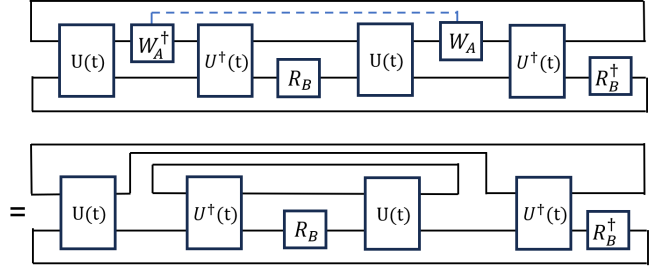 U(t) W_A^† U^†(t) R_B U(t) W_A U^†(t) R_B^†
= U(t) U^†(t) R_B U(t) U^†(t) R_B^†